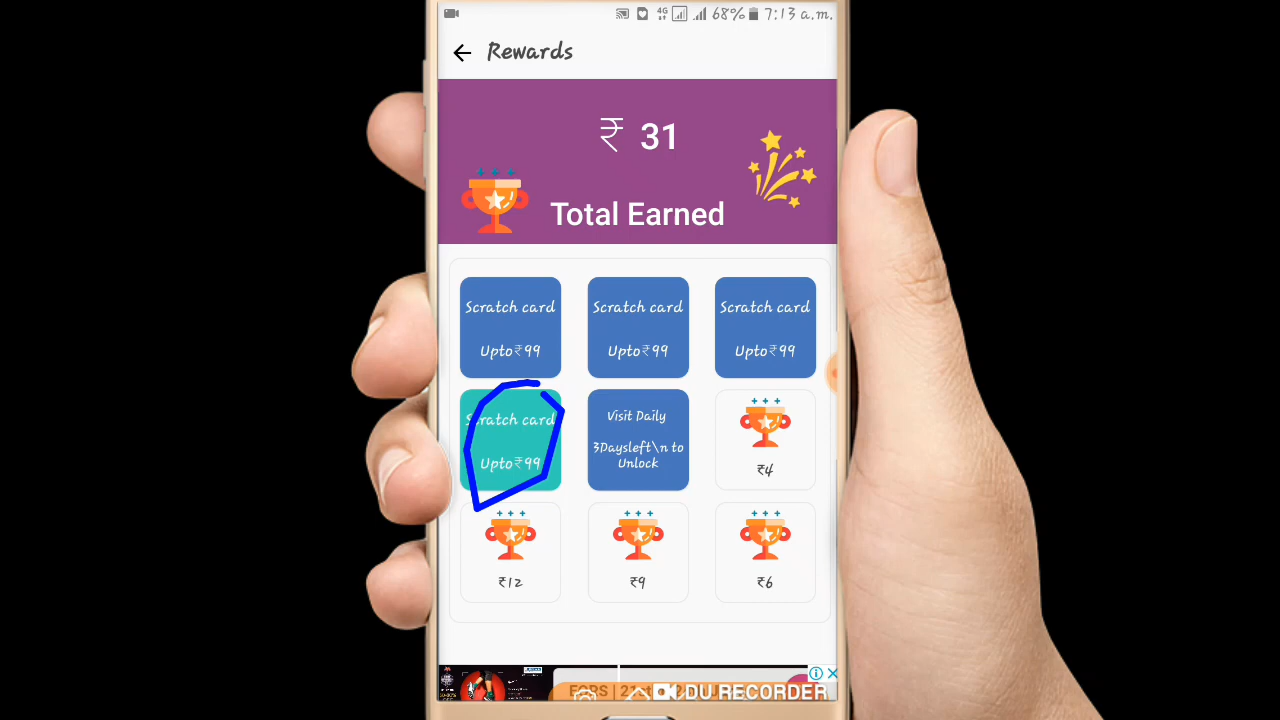 4G 68% 7:13 a.m.
Rewards
₹ 31
Total Earned
Scratch card
Upto₹99
Scratch card
Upto₹99
Scratch card
Upto₹99
Scratch card
Upto₹99
Visit Daily
3Daysleft\n to
Unlock
₹4
₹12
₹9
₹6
DU RECORDER